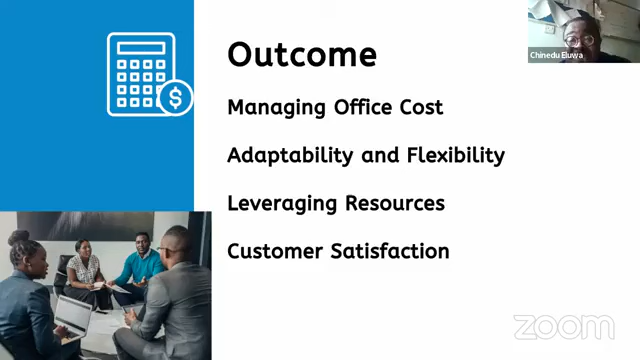 Outcome
Chinedu Eluwa
Managing Office Cost
Adaptability and Flexibility
Leveraging Resources
Customer Satisfaction
$
zoom